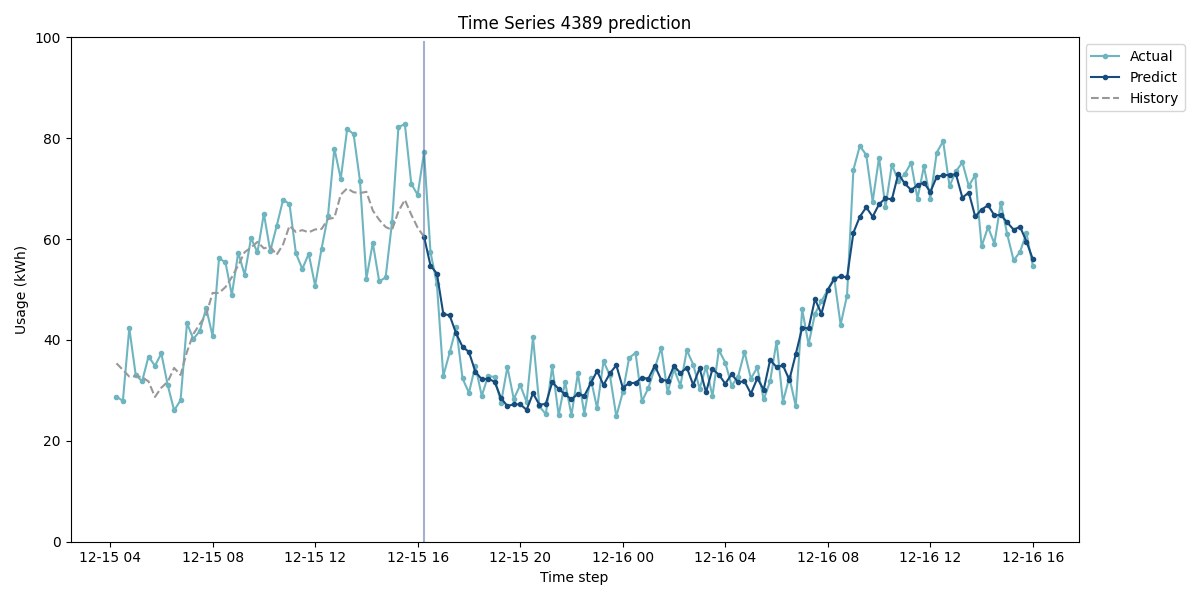 Time Series 4389 prediction
Usage (kWh)
100
80
60
40
20
0
12-15 04
12-15 08
12-15 12
12-15 16
12-15 20
12-16 00
12-16 04
12-16 08
12-16 12
12-16 16
Time step
Actual
Predict
History